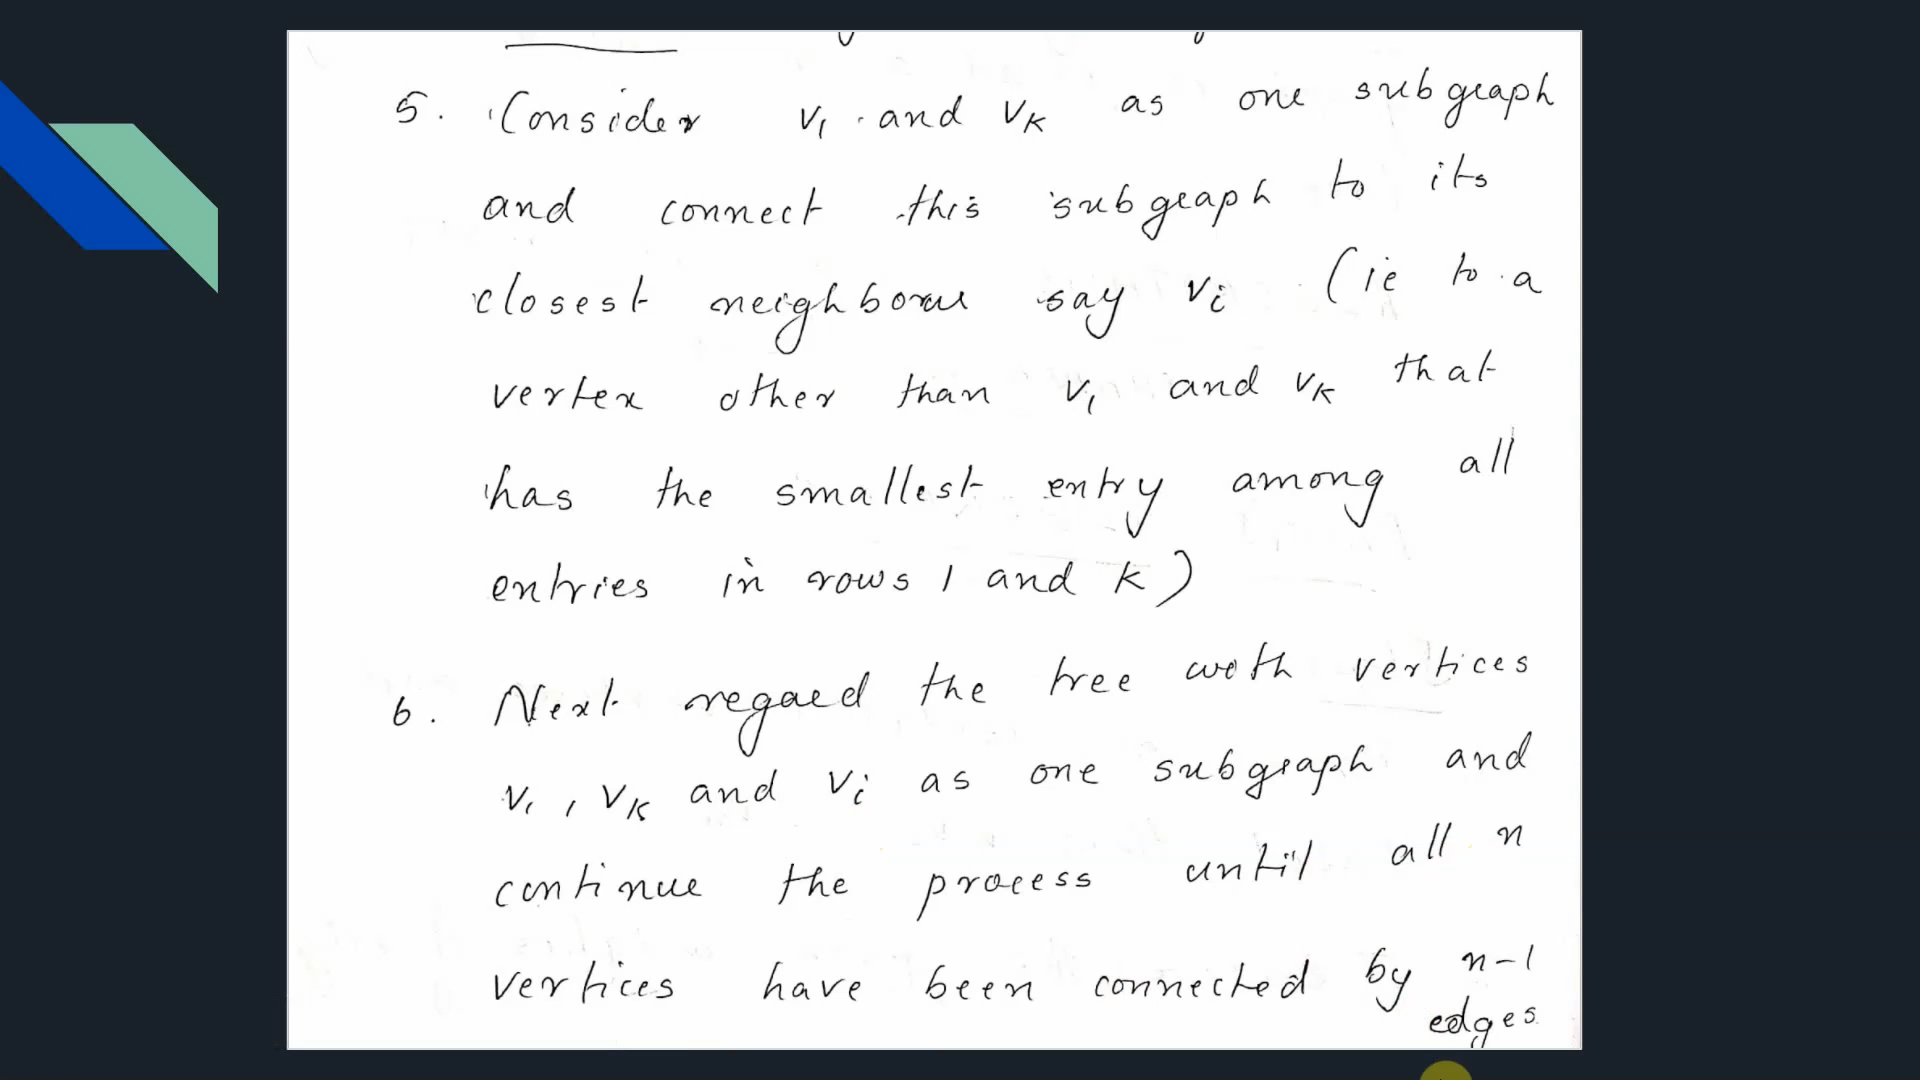 5. Consider v1 and vK as one subgraph
and connect this subgraph to its
closest neighbour say vi (ie to a
vertex other than v1 and vK that
has the smallest entry among all
entries in rows 1 and k)
6. Next regard the tree with vertices
v1, vK and vi as one subgraph and
continue the process until all n
vertices have been connected by n-1
edges